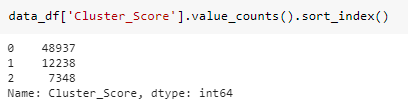 data_df['Cluster_Score'].value_counts().sort_index()
0    48937
1    12238
2     7348
Name: Cluster_Score, dtype: int64